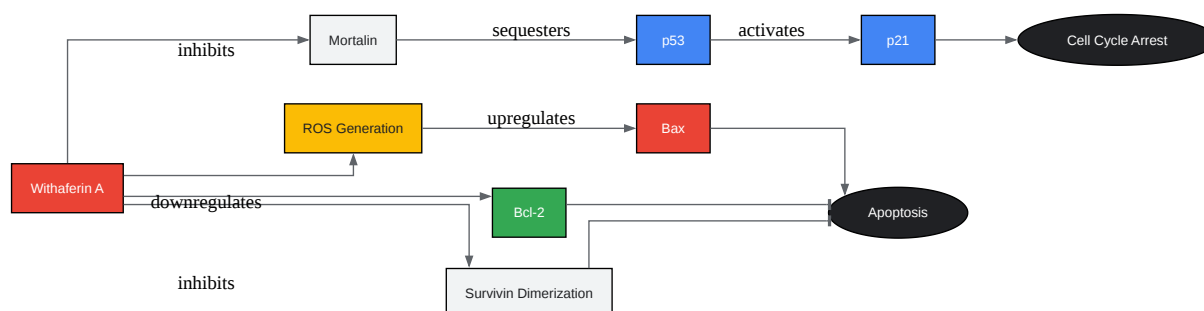 inhibits
Mortalin
sequesters
p53
activates
p21
Cell Cycle Arrest
ROS Generation
upregulates
Bax
Withaferin A
downregulates
Bcl-2
Apoptosis
inhibits
Survivin Dimerization